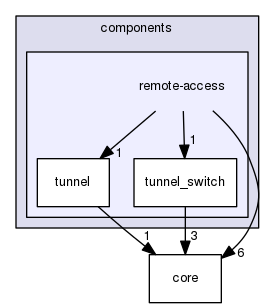 components
remote-access
1
1
tunnel
tunnel_switch
1
3
6
core